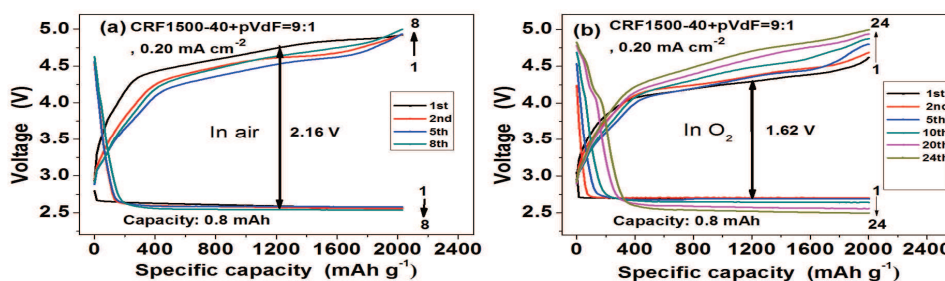 (a) CRF1500-40+pVdF=9:1
, 0.20 mA cm-2
8
1
5.0
4.5
4.0
3.5
3.0
2.5
Voltage (V)
In air
2.16 V
1st
2nd
5th
8th
1
8
Capacity: 0.8 mAh
0 400 800 1200 1600 2000 2400
Specific capacity (mAh g-1)
(b) CRF1500-40+pVdF=9:1
, 0.20 mA cm-2
24
1
5.0
4.5
4.0
3.5
3.0
2.5
Voltage (V)
In O2
1.62 V
1st
2nd
5th
10th
20th
24th
1
24
Capacity: 0.8 mAh
0 400 800 1200 1600 2000 2400
Specific capacity (mAh g-1)